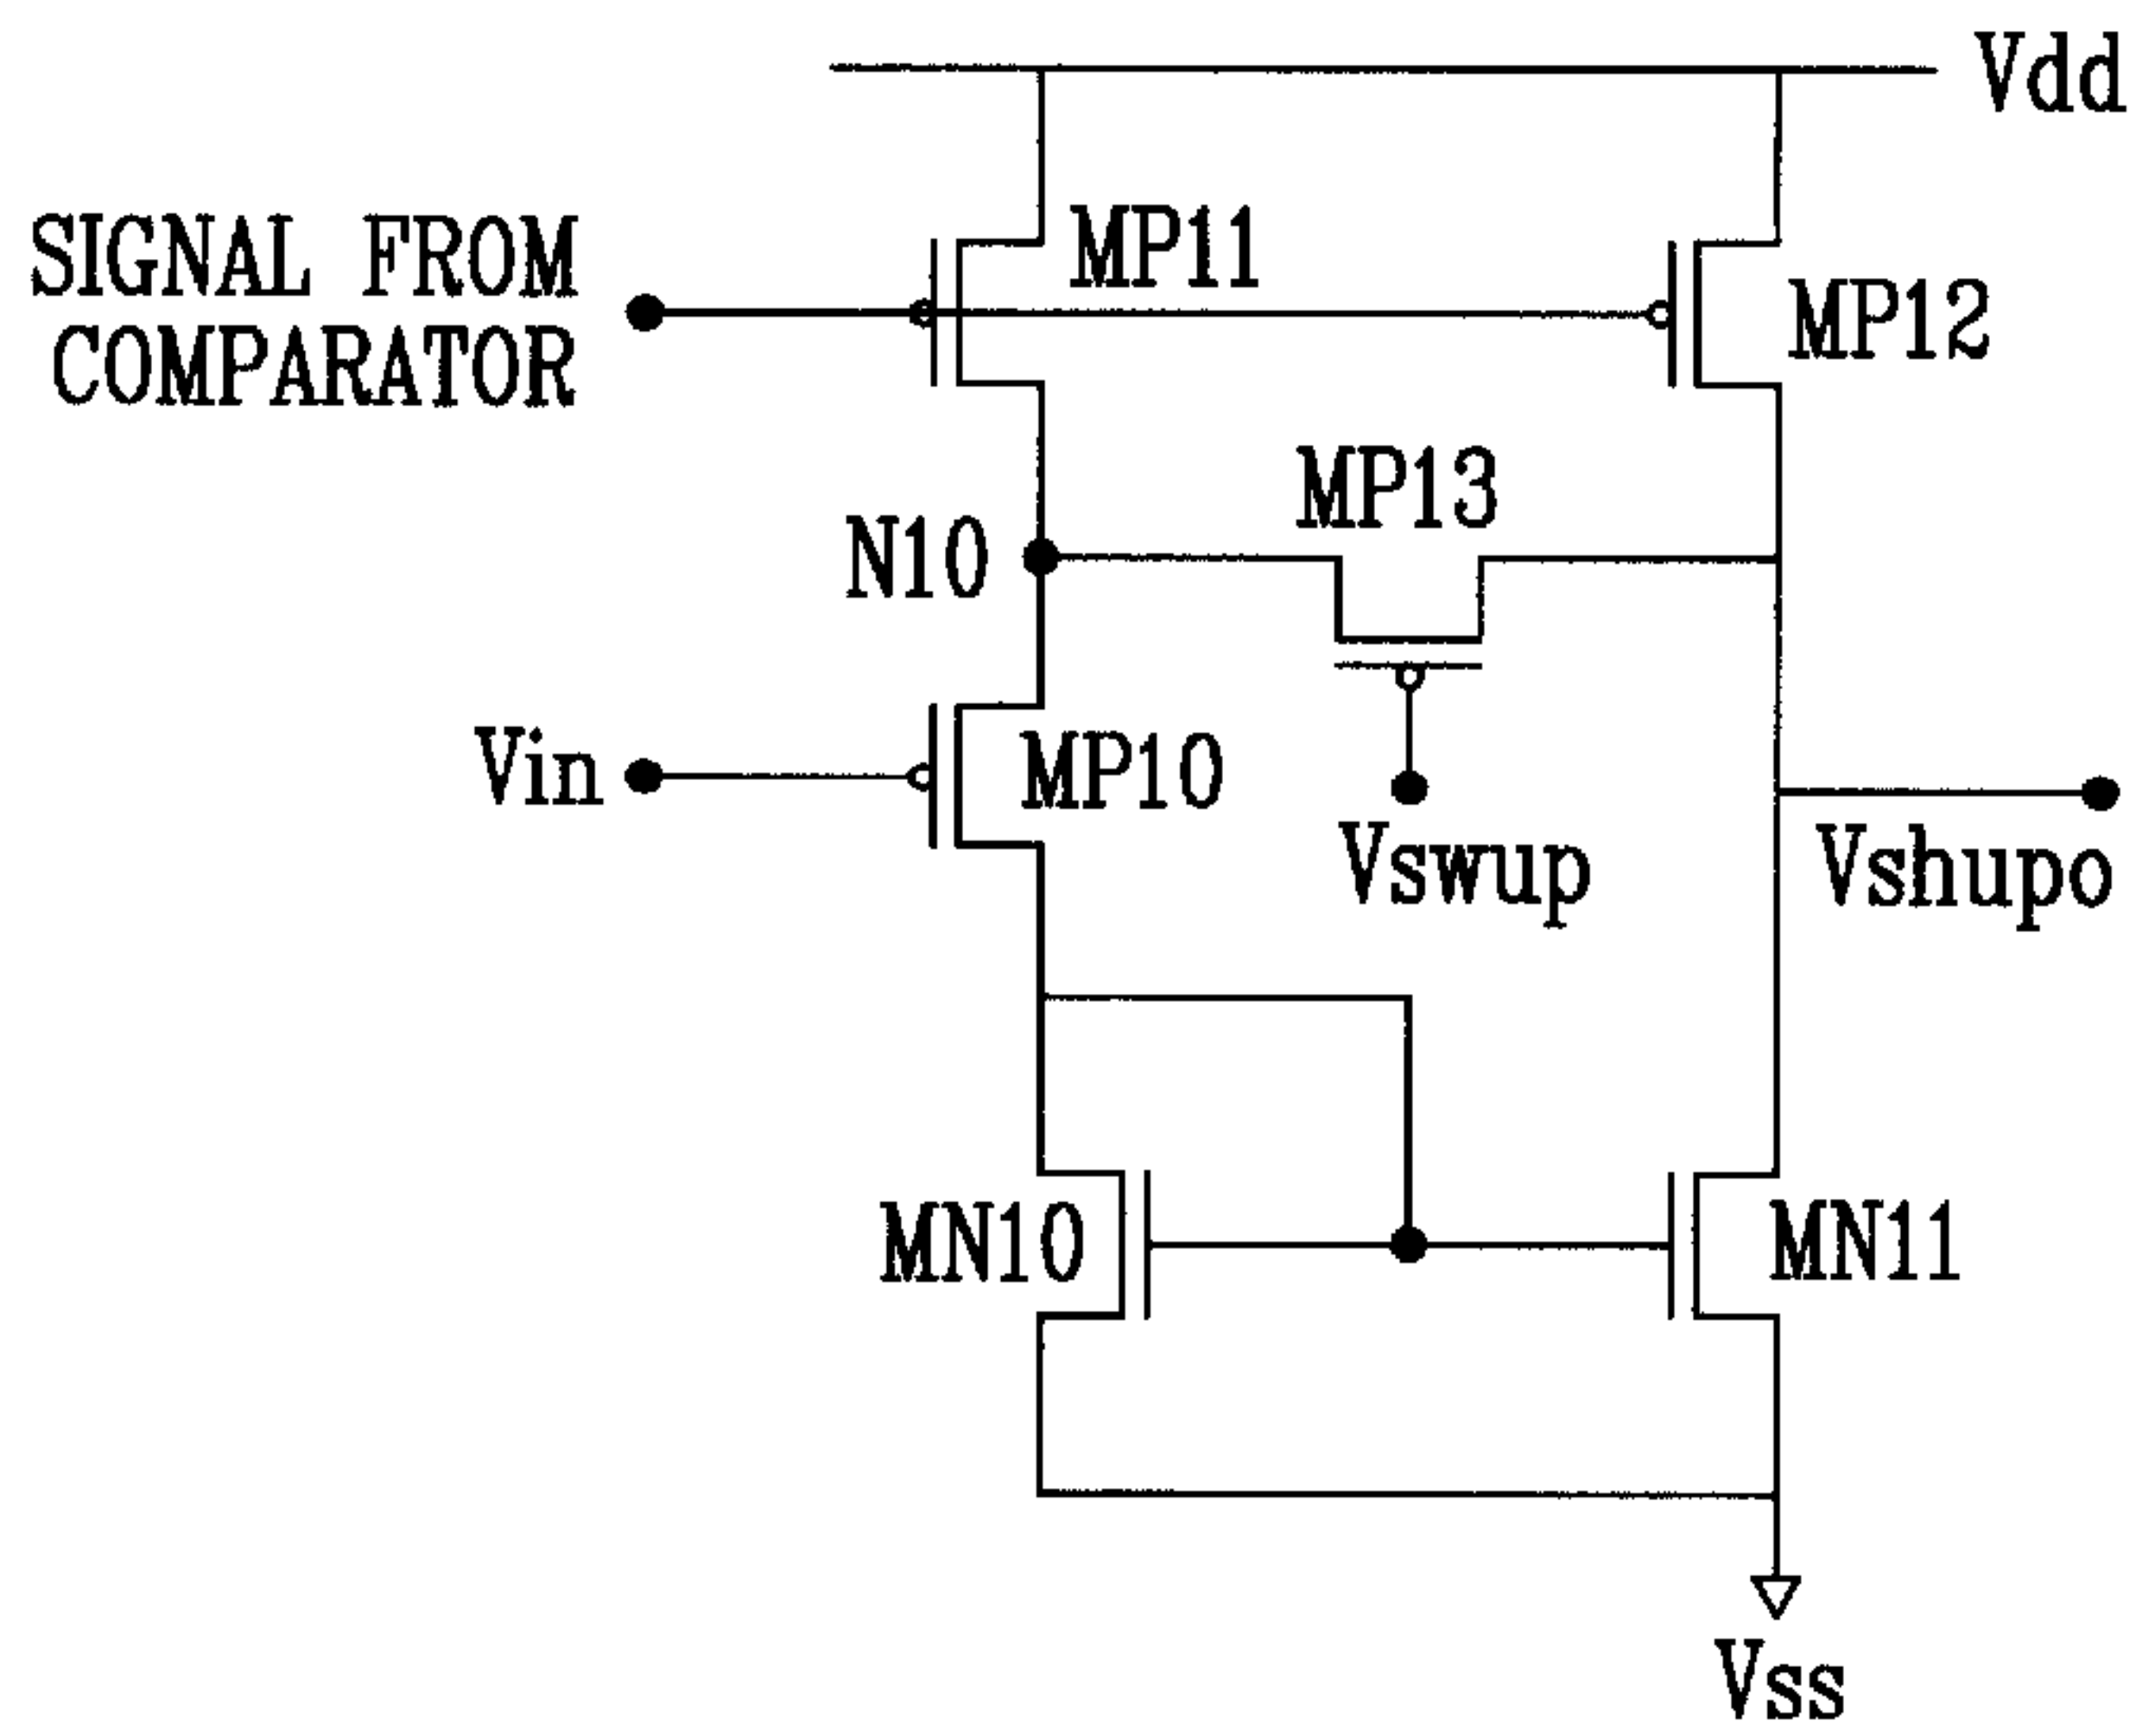 Vdd
SIGNAL FROM
COMPARATOR
MP11
MP12
MP13
N10
Vin
MP10
Vswup
Vshupo
MN10
MN11
Vss